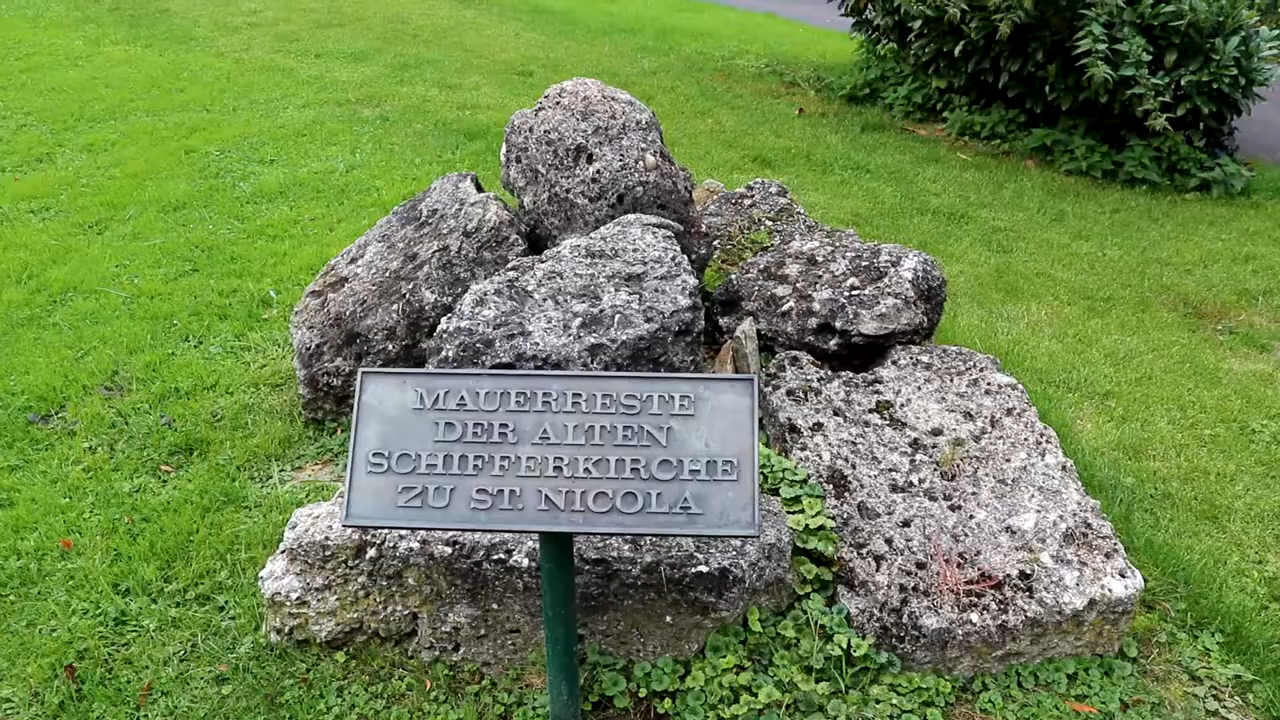 MAUERRESTE
DER ALTEN
SCHIFFERKIRCHE
ZU ST. NICOLA